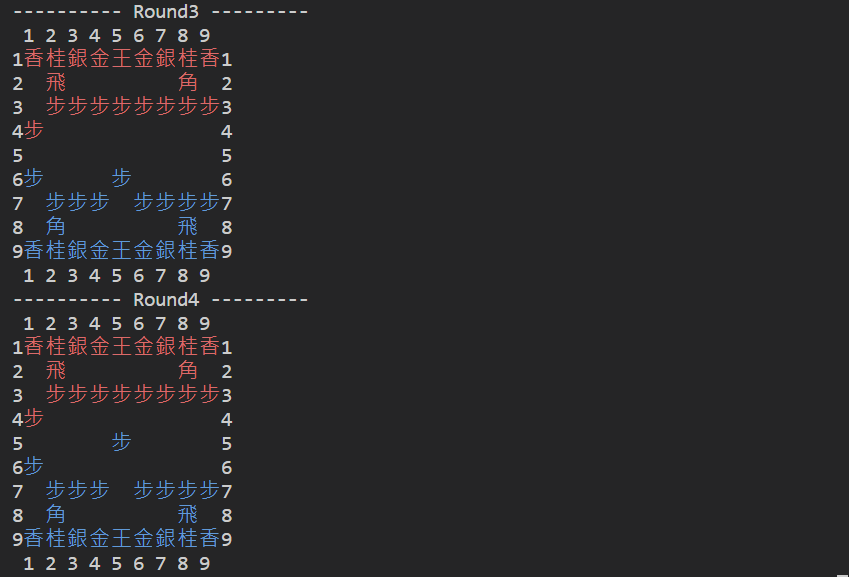 ---------- Round3 ---------
1 2 3 4 5 6 7 8 9
1香桂銀金王金銀桂香1
2 飛 角 2
3 步步步步步步步步3
4步 4
5 5
6步 步 6
7 步步步 步步步步7
8 角 飛 8
9香桂銀金王金銀桂香9
1 2 3 4 5 6 7 8 9
---------- Round4 ---------
1 2 3 4 5 6 7 8 9
1香桂銀金王金銀桂香1
2 飛 角 2
3 步步步步步步步步3
4步 4
5 步 5
6步 6
7 步步步 步步步步7
8 角 飛 8
9香桂銀金王金銀桂香9
1 2 3 4 5 6 7 8 9